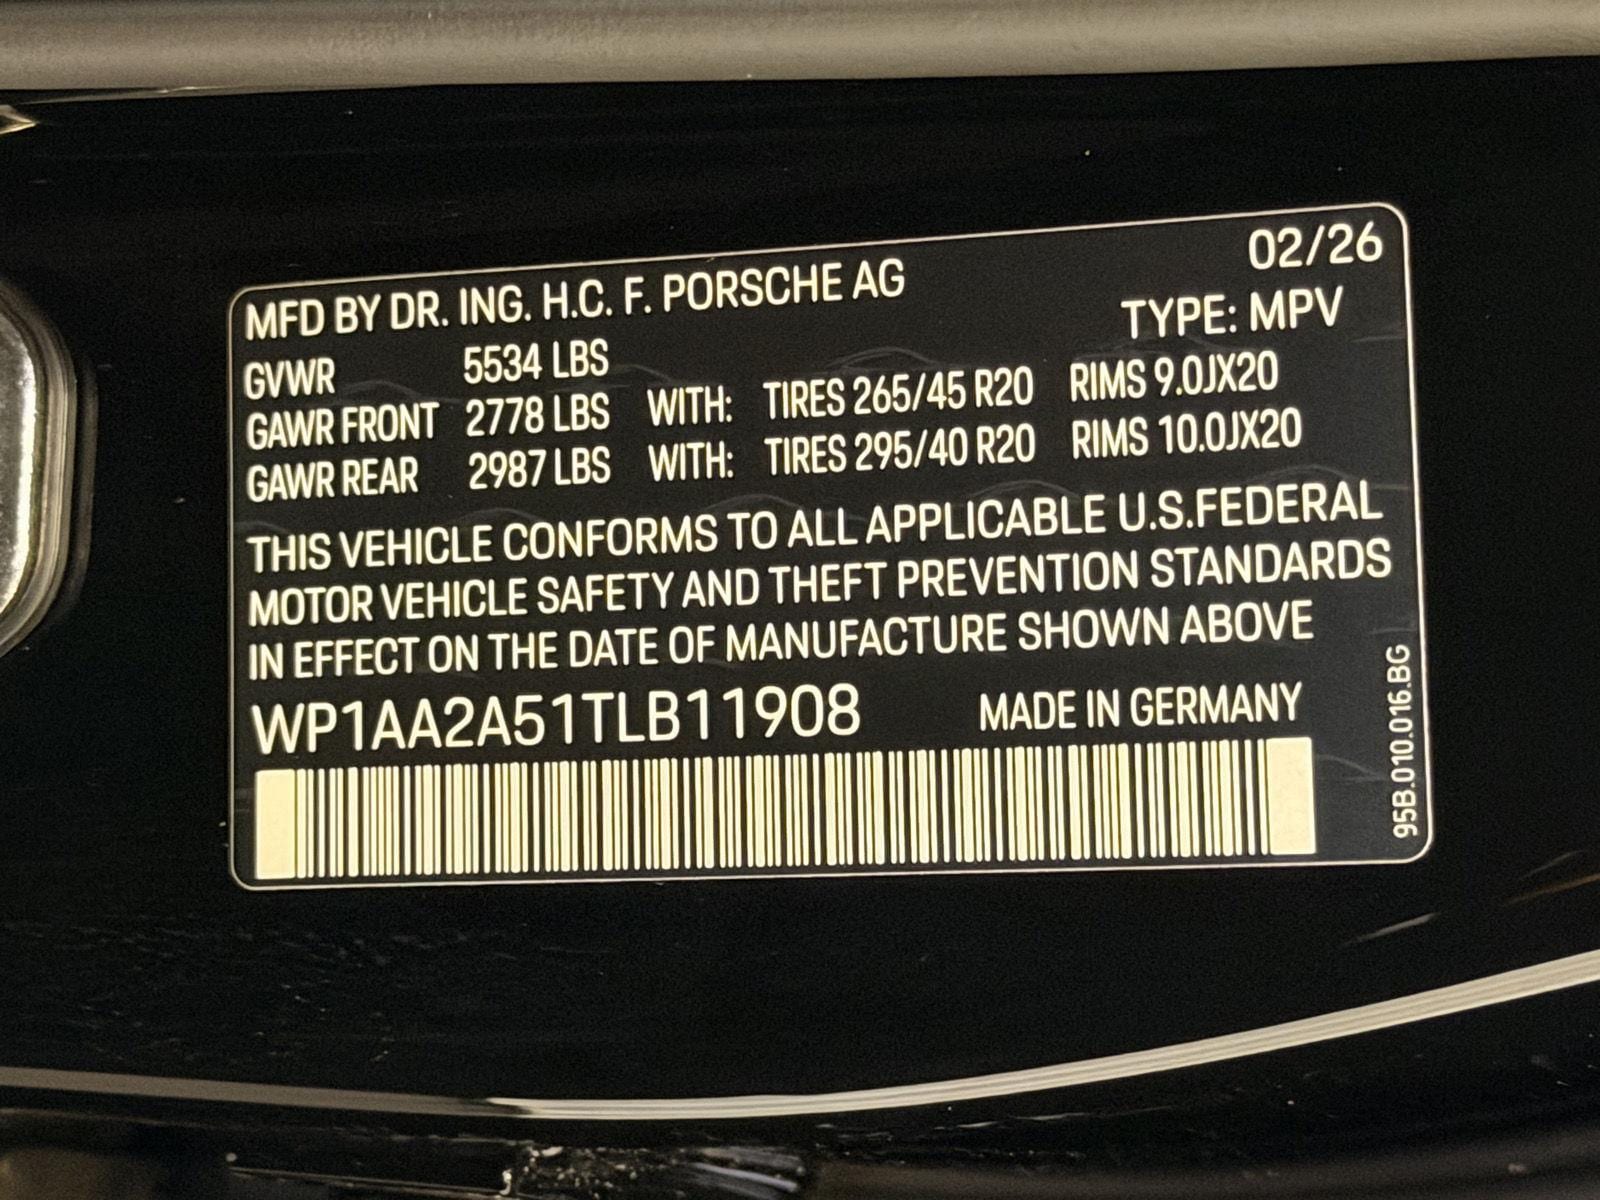 02/26
MFD BY DR. ING. H.C. F. PORSCHE AG
TYPE: MPV
GVWR 5534 LBS
GAWR FRONT 2778 LBS WITH: TIRES 265/45 R20 RIMS 9.0JX20
GAWR REAR 2987 LBS WITH: TIRES 295/40 R20 RIMS 10.0JX20
THIS VEHICLE CONFORMS TO ALL APPLICABLE U.S.FEDERAL
MOTOR VEHICLE SAFETY AND THEFT PREVENTION STANDARDS
IN EFFECT ON THE DATE OF MANUFACTURE SHOWN ABOVE
WP1AA2A51TLB11908 MADE IN GERMANY
95B.010.016.BG